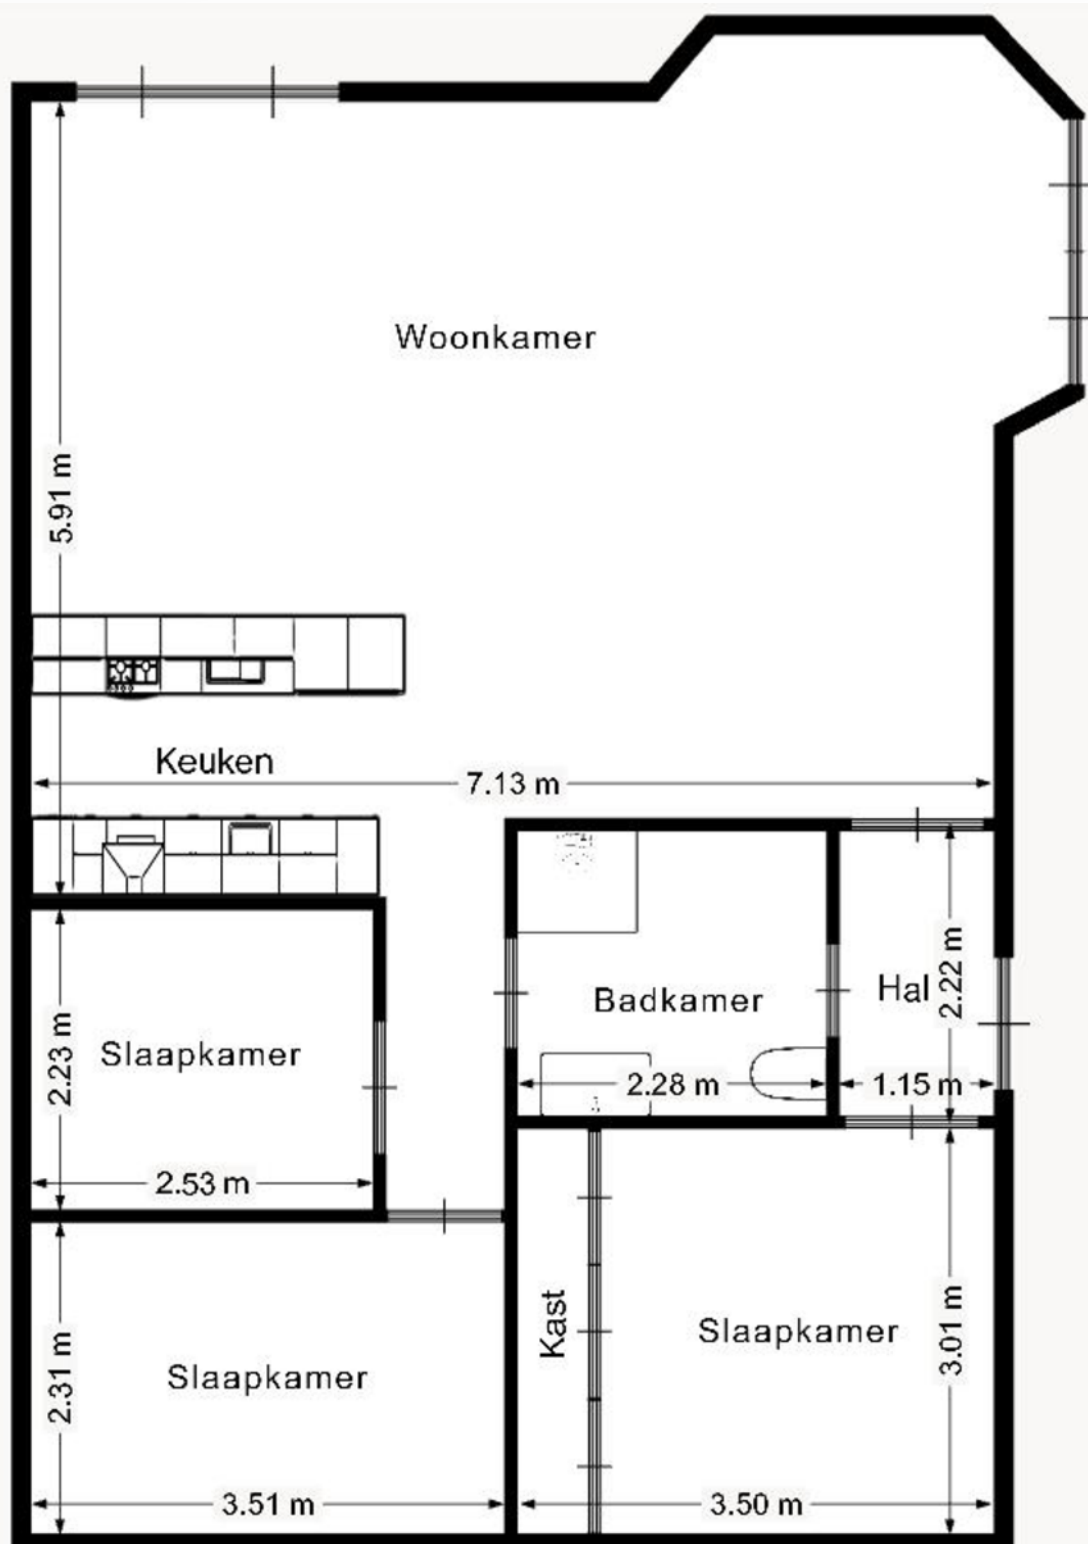 Woonkamer
5.91 m
Keuken
7.13 m
Badkamer
Hal
2.22 m
2.23 m
Slaapkamer
2.28 m
1.15 m
2.53 m
Kast
Slaapkamer
3.01 m
2.31 m
Slaapkamer
3.51 m
3.50 m